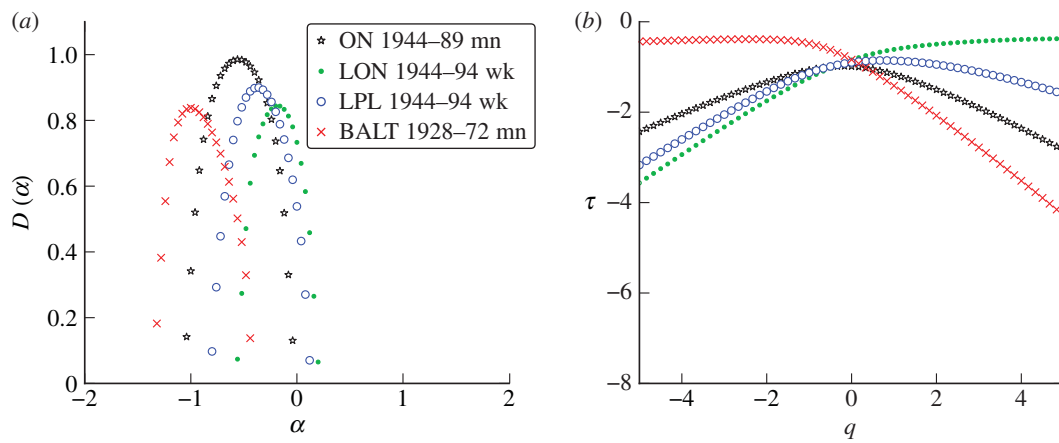 (a)
ON 1944–89 mn
LON 1944–94 wk
LPL 1944–94 wk
BALT 1928–72 mn
1.0
0.8
0.6
0.4
0.2
0
D (α)
−2
−1
0
1
2
α
(b)
−0
−2
−4
−6
−8
τ
−4
−2
0
2
4
q